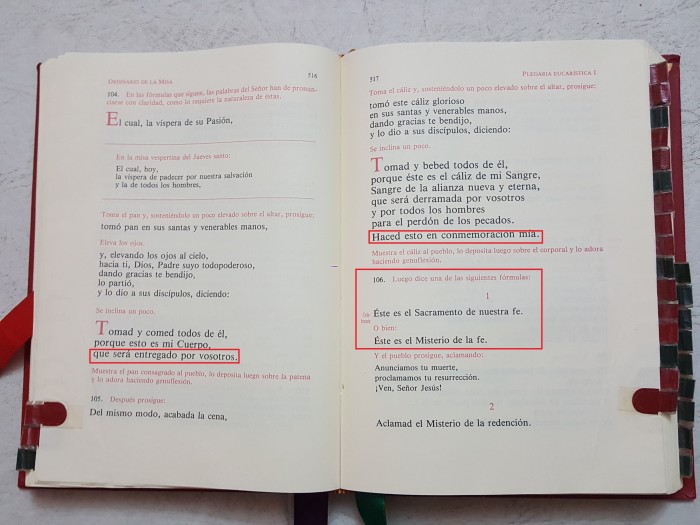 ORDINARIO DE LA MISA 516
104. En las fórmulas que siguen, las palabras del Señor han de pronun-
ciarse con claridad, como lo requiere la naturaleza de éstas.
El cual, la víspera de su Pasión,
En la misa vespertina del Jueves santo:
El cual, hoy,
la víspera de padecer por nuestra salvación
y la de todos los hombres,
Toma el pan y, sosteniéndolo un poco elevado sobre el altar, prosigue:
tomó pan en sus santas y venerables manos,
Eleva los ojos.
y, elevando los ojos al cielo,
hacia ti, Dios, Padre suyo todopoderoso,
dando gracias te bendijo,
lo partió,
y lo dio a sus discípulos, diciendo:
Se inclina un poco.
Tomad y comed todos de él,
porque esto es mi Cuerpo,
que será entregado por vosotros.
Muestra el pan consagrado al pueblo, lo deposita luego sobre la patena
y lo adora haciendo genuflexión.
105. Después prosigue:
Del mismo modo, acabada la cena,
517 PLEGARIA EUCARÍSTICA I
Toma el cáliz y, sosteniéndolo un poco elevado sobre el altar, prosigue:
tomó este cáliz glorioso
en sus santas y venerables manos,
dando gracias te bendijo,
y lo dio a sus discípulos, diciendo:
Se inclina un poco.
Tomad y bebed todos de él,
porque éste es el cáliz de mi Sangre,
Sangre de la alianza nueva y eterna,
que será derramada por vosotros
y por todos los hombres
para el perdón de los pecados.
Haced esto en conmemoración mía.
Muestra el cáliz al pueblo, lo deposita luego sobre el corporal y lo adora
haciendo genuflexión.
106. Luego dice una de las siguientes fórmulas:
1
Éste es el Sacramento de nuestra fe.
O bien:
Éste es el Misterio de la fe.
Y el pueblo prosigue, aclamando:
Anunciamos tu muerte,
proclamamos tu resurrección.
¡Ven, Señor Jesús!
2
Aclamad el Misterio de la redención.